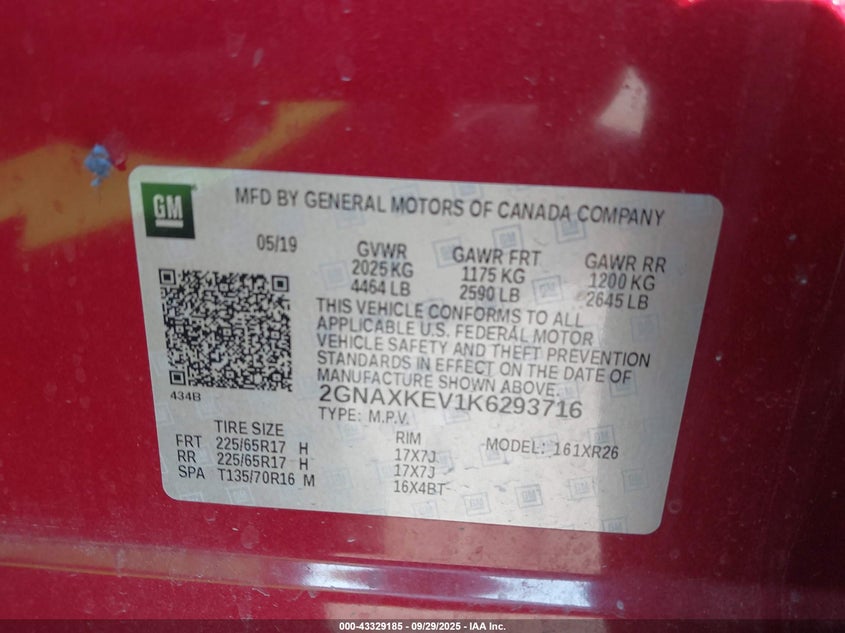 GM
MFD BY GENERAL MOTORS OF CANADA COMPANY
05/19
GVWR GAWR FRT GAWR RR
2025 KG 1175 KG 1200 KG
4464 LB 2590 LB 2645 LB
THIS VEHICLE CONFORMS TO ALL
APPLICABLE U.S. FEDERAL MOTOR
VEHICLE SAFETY AND THEFT PREVENTION
STANDARDS IN EFFECT ON THE DATE OF
MANUFACTURE SHOWN ABOVE.
434B
2GNAXKEV1K6293716
TYPE: M.P.V.
TIRE SIZE RIM MODEL: 161XR26
FRT 225/65R17 H 17X7J
RR 225/65R17 H 17X7J
SPA T135/70R16 M 16X4BT
000-43329185 - 09/29/2025 - IAA Inc.